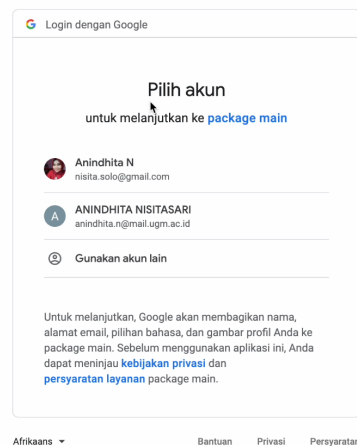 Login dengan Google
Pilih akun
untuk melanjutkan ke package main
Anindhita N
nisita.solo@gmail.com
A
ANINDHITA NISITASARI
anindhita.n@mail.ugm.ac.id
Gunakan akun lain
Untuk melanjutkan, Google akan membagikan nama,
alamat email, pilihan bahasa, dan gambar profil Anda ke
package main. Sebelum menggunakan aplikasi ini, Anda
dapat meninjau kebijakan privasi dan
persyaratan layanan package main.
Afrikaans Bantuan Privasi Persyaratan